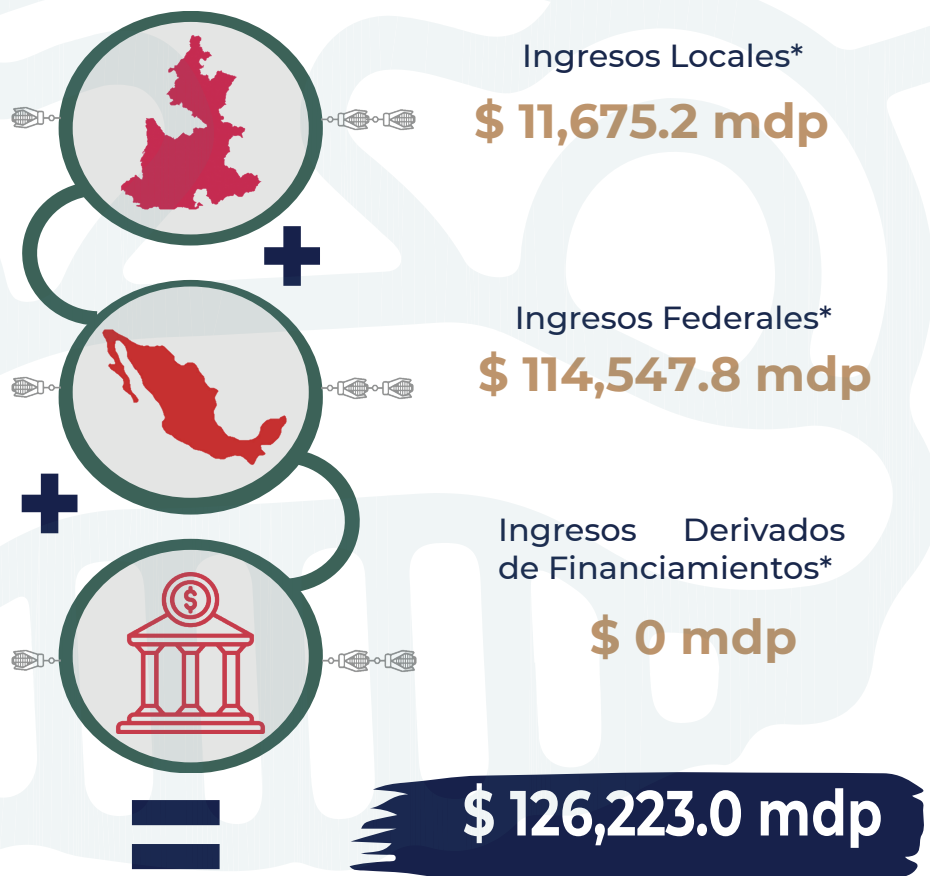 Ingresos Locales*
$ 11,675.2 mdp
Ingresos Federales*
$ 114,547.8 mdp
Ingresos Derivados
de Financiamientos*
$ 0 mdp
$
$ 126,223.0 mdp